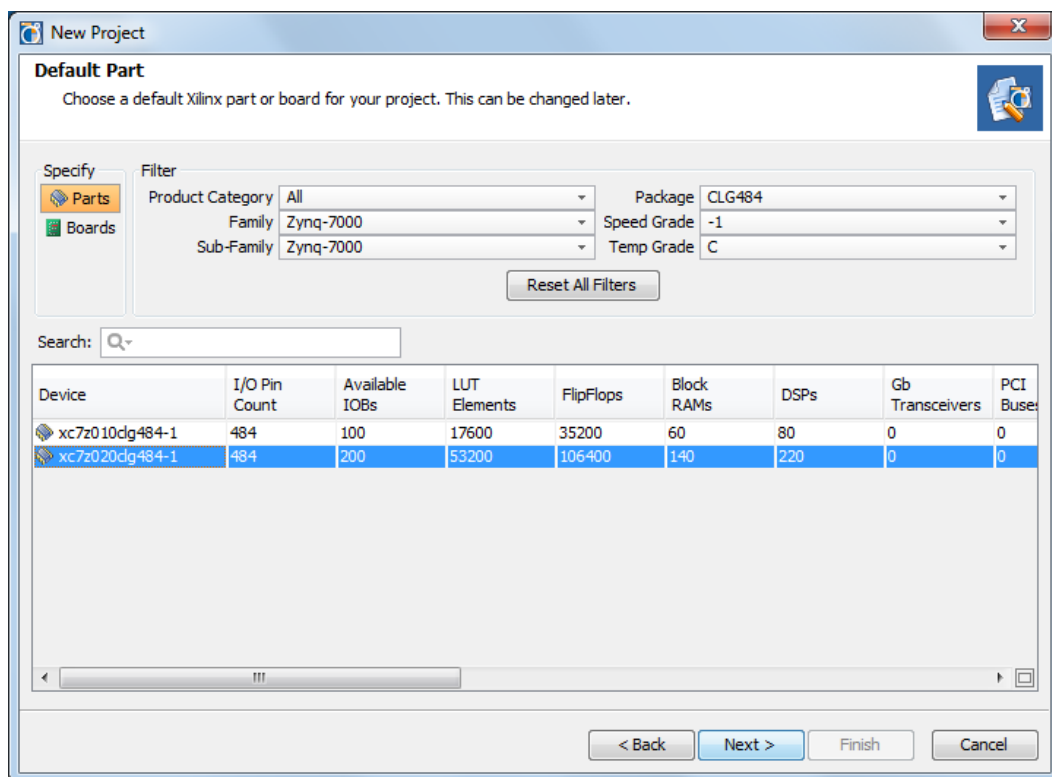 New Project
Default Part
Choose a default Xilinx part or board for your project. This can be changed later.
Specify
Filter
Parts
Boards
Product Category All
Package CLG484
Family Zynq-7000
Speed Grade -1
Sub-Family Zynq-7000
Temp Grade C
Reset All Filters
Search:
Device I/O Pin Count Available IOBs LUT Elements FlipFlops Block RAMs DSPs Gb Transceivers PCI Buses
xc7z010clg484-1 484 100 17600 35200 60 80 0 0
xc7z020clg484-1 484 200 53200 106400 140 220 0 0
< Back Next > Finish Cancel